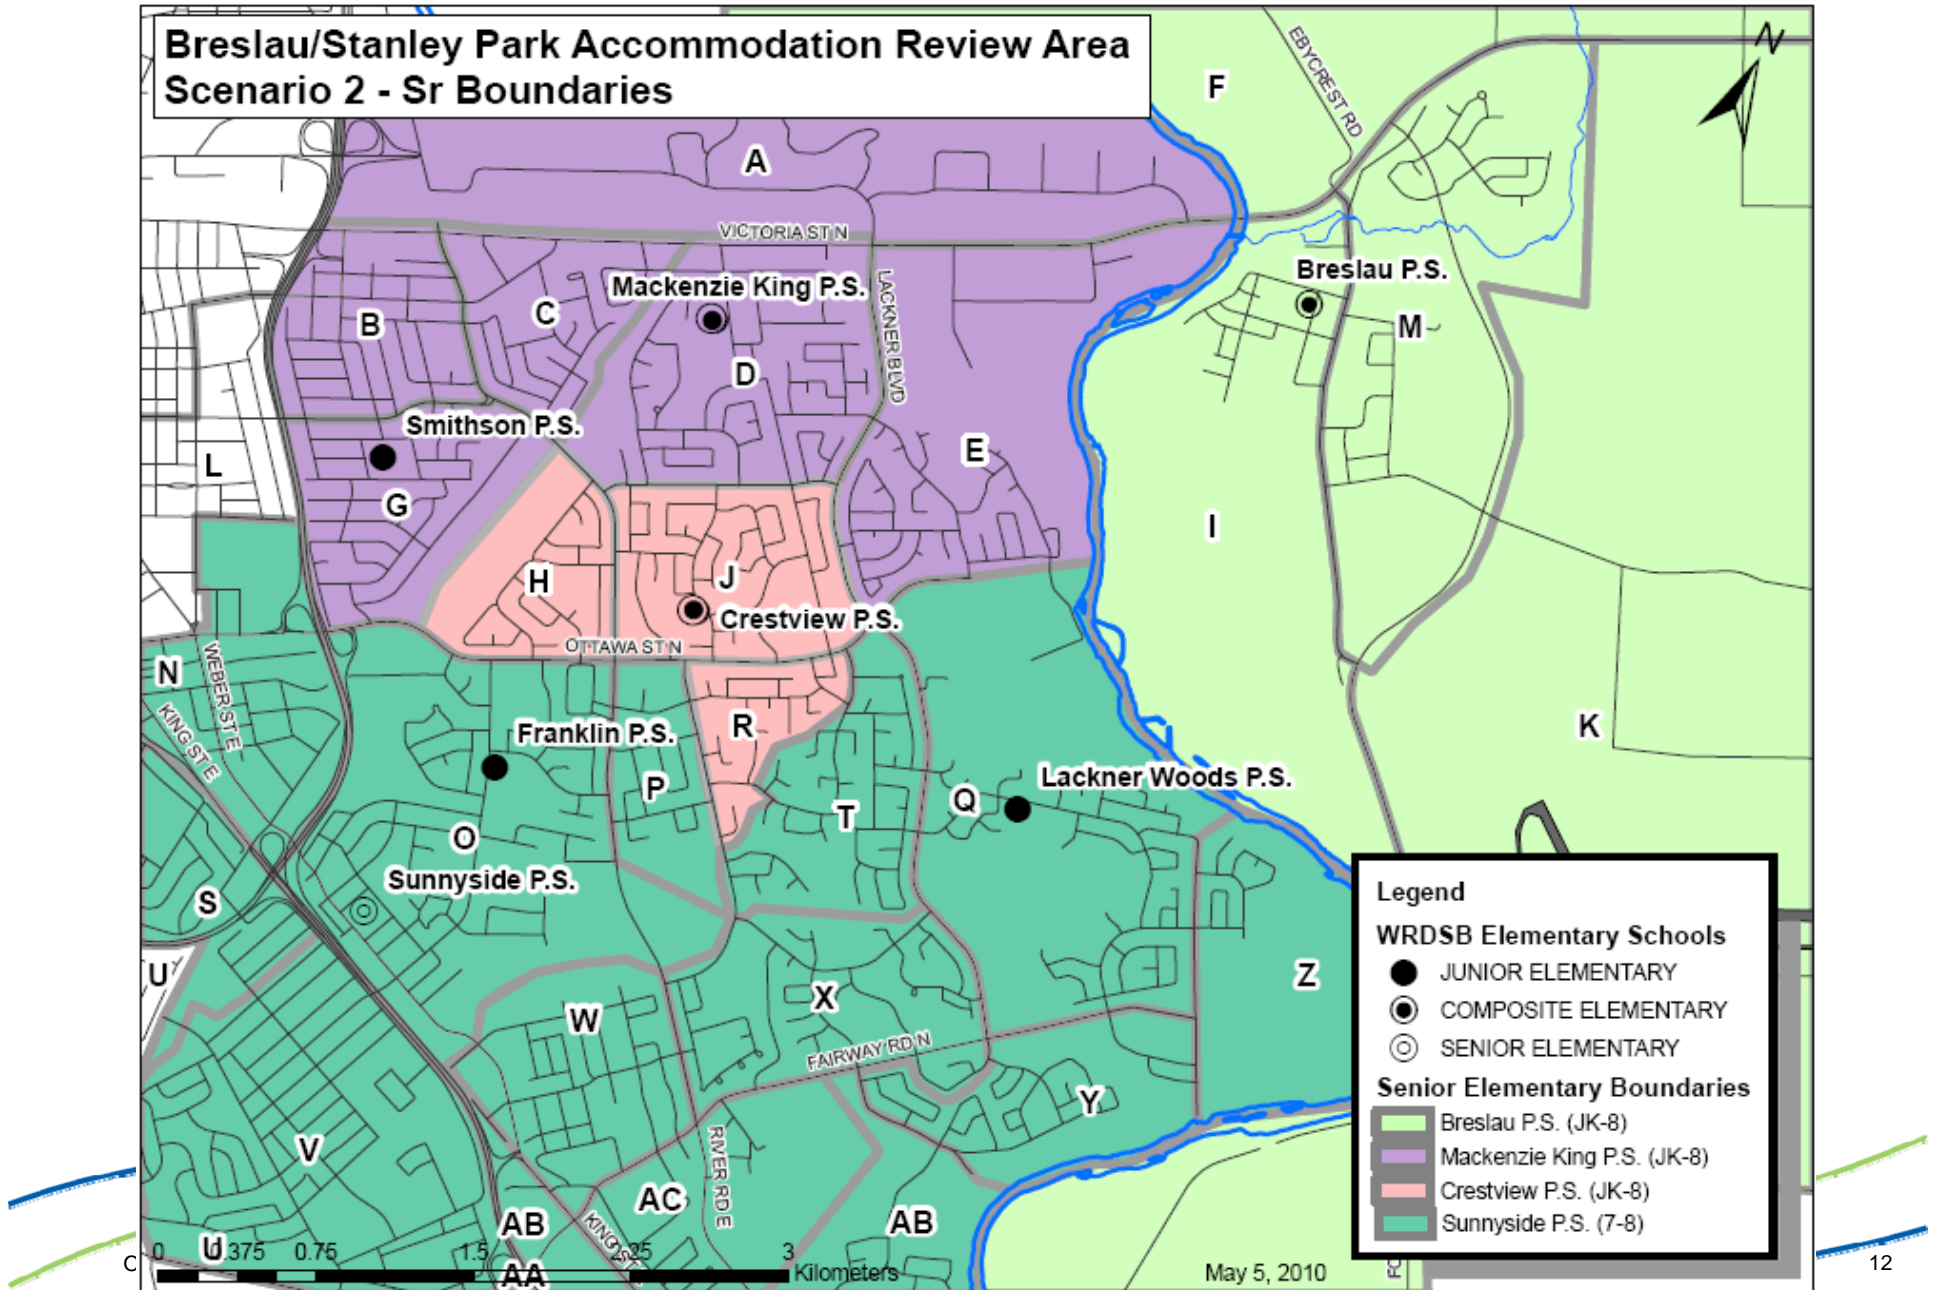 Breslau/Stanley Park Accommodation Review Area
Scenario 2 - Sr Boundaries
N
F
EBYCREST RD
A
VICTORIA ST N
Mackenzie King P.S.
LACKNER BLVD
Breslau P.S.
B
C
M
D
Smithson P.S.
L
E
G
I
H
J
Crestview P.S.
OTTAWA ST N
N
WEBER ST E
KING ST E
Franklin P.S.
R
K
P
Lackner Woods P.S.
Q
T
O
Sunnyside P.S.
S
U
Z
X
W
FAIRWAY RD N
Y
V
RIVER RD E
AC
AB
AB
KING ST E
U
AA
0 0.375 0.75 1.5 2.25 3
Kilometers
May 5, 2010
Legend
WRDSB Elementary Schools
JUNIOR ELEMENTARY
COMPOSITE ELEMENTARY
SENIOR ELEMENTARY
Senior Elementary Boundaries
Breslau P.S. (JK-8)
Mackenzie King P.S. (JK-8)
Crestview P.S. (JK-8)
Sunnyside P.S. (7-8)
12